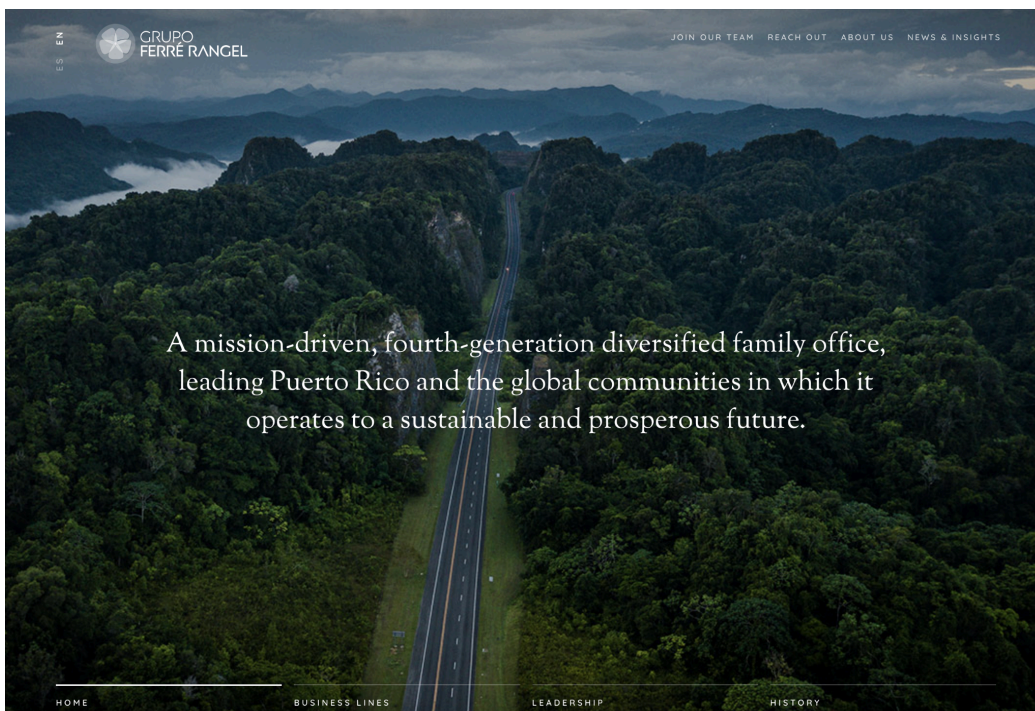 EN
ES
GRUPO
FERRÉ RANGEL
JOIN OUR TEAM REACH OUT ABOUT US NEWS & INSIGHTS
A mission-driven, fourth-generation diversified family office,
leading Puerto Rico and the global communities in which it
operates to a sustainable and prosperous future.
HOME BUSINESS LINES LEADERSHIP HISTORY